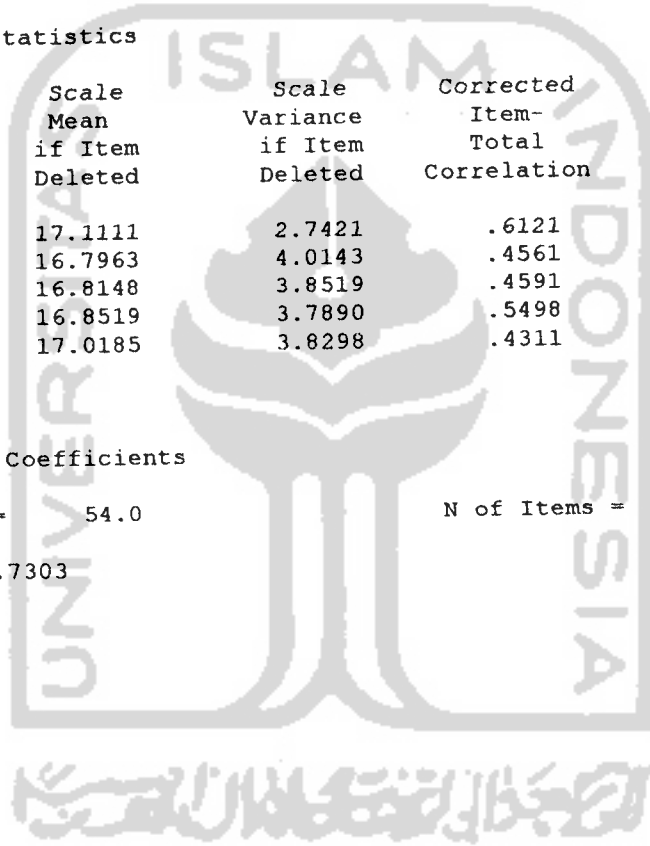 tatistics
Scale Scale Corrected
Mean Variance Item-
if Item if Item Total
Deleted Deleted Correlation
17.1111 2.7421 .6121
16.7963 4.0143 .4561
16.8148 3.8519 .4591
16.8519 3.7890 .5498
17.0185 3.8298 .4311
Coefficients
= 54.0 N of Items =
.7303
ISLAM
UNIVERSITAS
INDONESIA